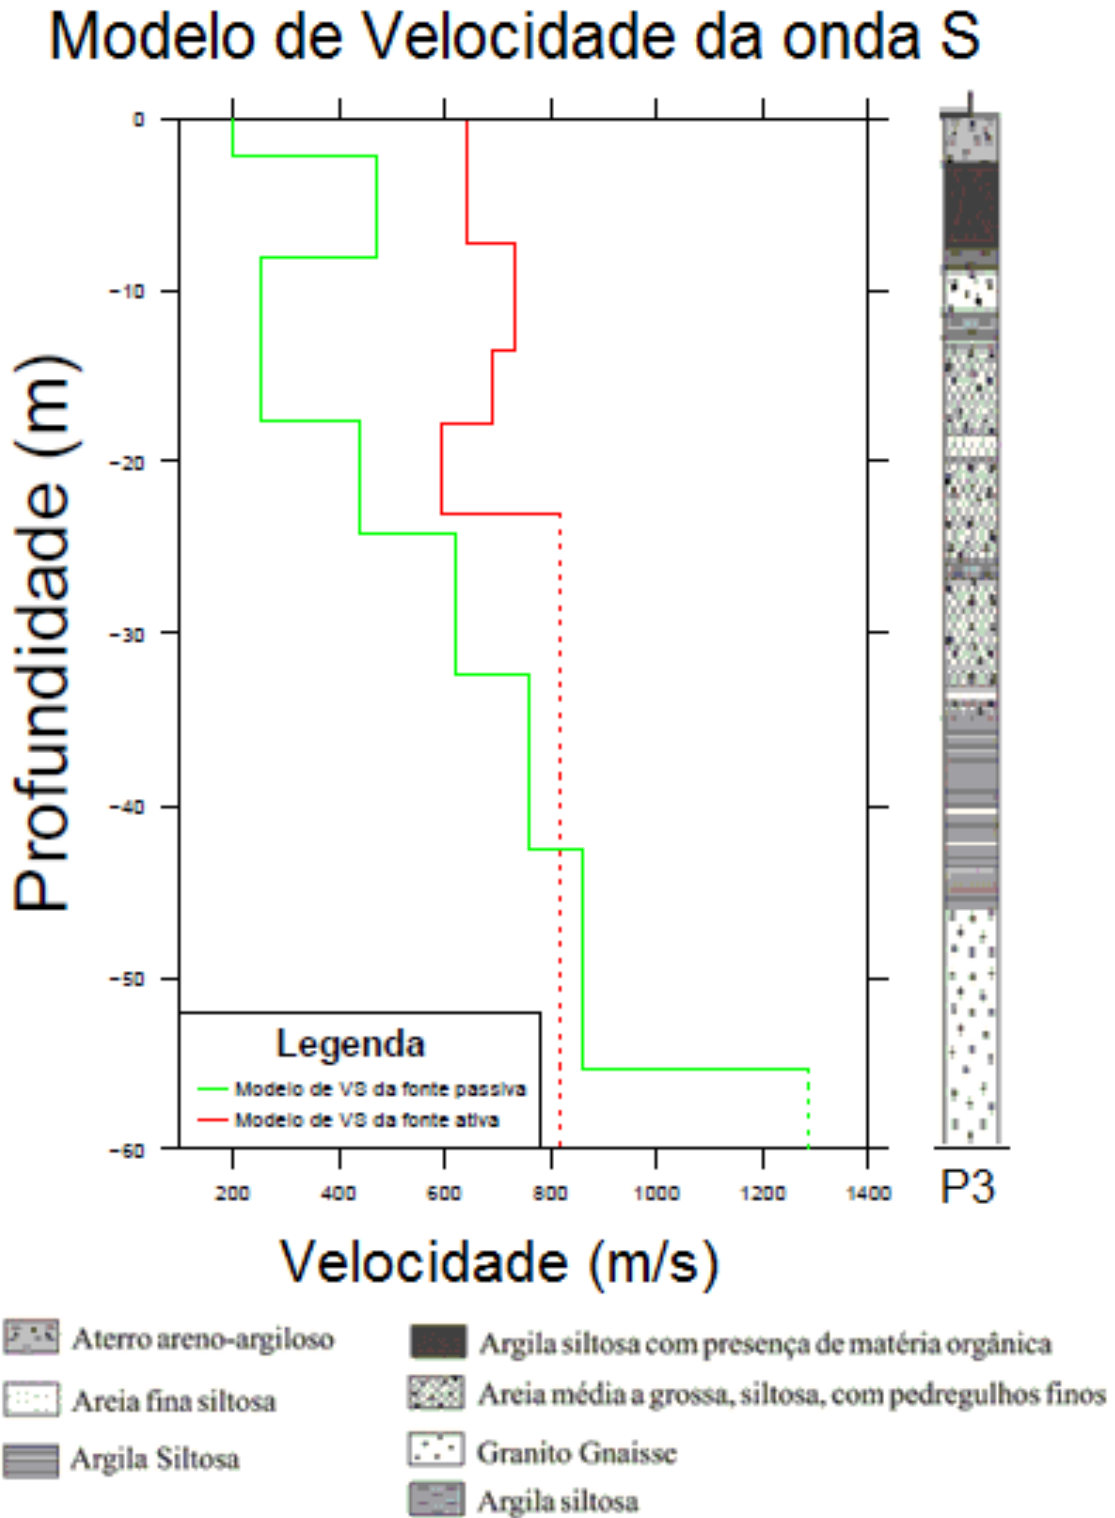 Modelo de Velocidade da onda S
0
−10
−20
−30
−40
−50
−60
Profundidade (m)
Legenda
Modelo de VS da fonte passiva
Modelo de VS da fonte ativa
200 400 600 800 1000 1200 1400
P3
Velocidade (m/s)
Aterro areno-argiloso
Areia fina siltosa
Argila Siltosa
Argila siltosa com presença de matéria orgânica
Areia média a grossa, siltosa, com pedregulhos finos
Granito Gnaisse
Argila siltosa